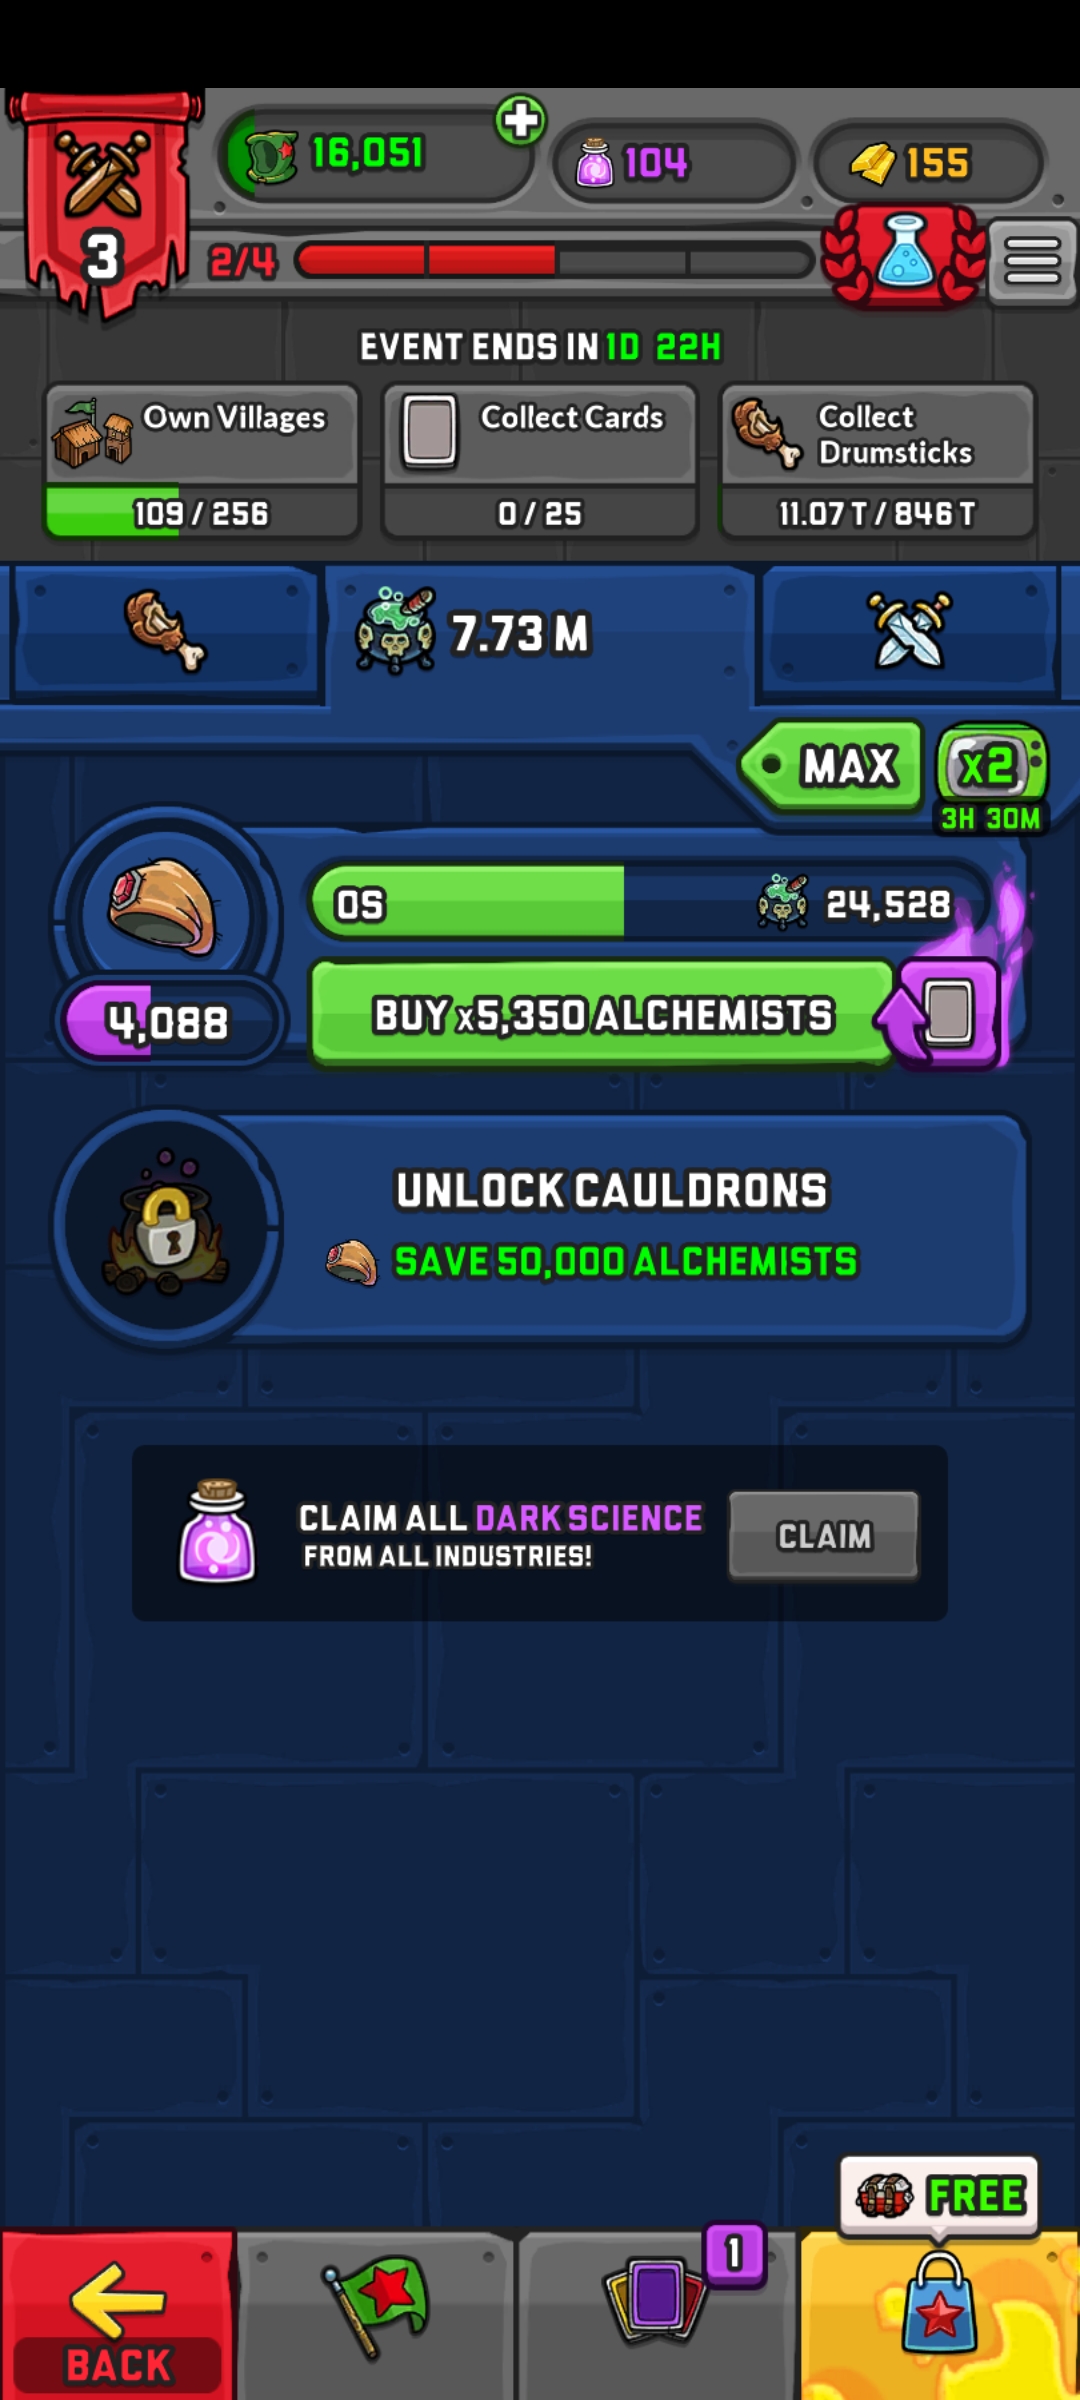 16,051
104
155
3
2/4
EVENT ENDS IN 1D 22H
Own Villages
109 / 256
Collect Cards
0 / 25
Collect
Drumsticks
11.07 T / 846 T
7.73 M
MAX
x2
3H 30M
0S
24,528
4,088
BUY x5,350 ALCHEMISTS
UNLOCK CAULDRONS
SAVE 50,000 ALCHEMISTS
CLAIM ALL DARK SCIENCE
FROM ALL INDUSTRIES!
CLAIM
FREE
1
BACK